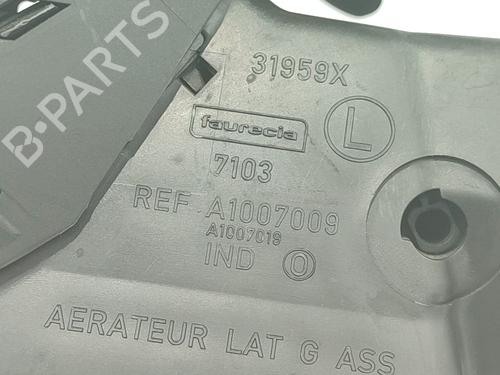 B-PARTS
31959X
L
faurecia
7103
REF A1007009
A1007019
IND O
AERATEUR LAT G ASS